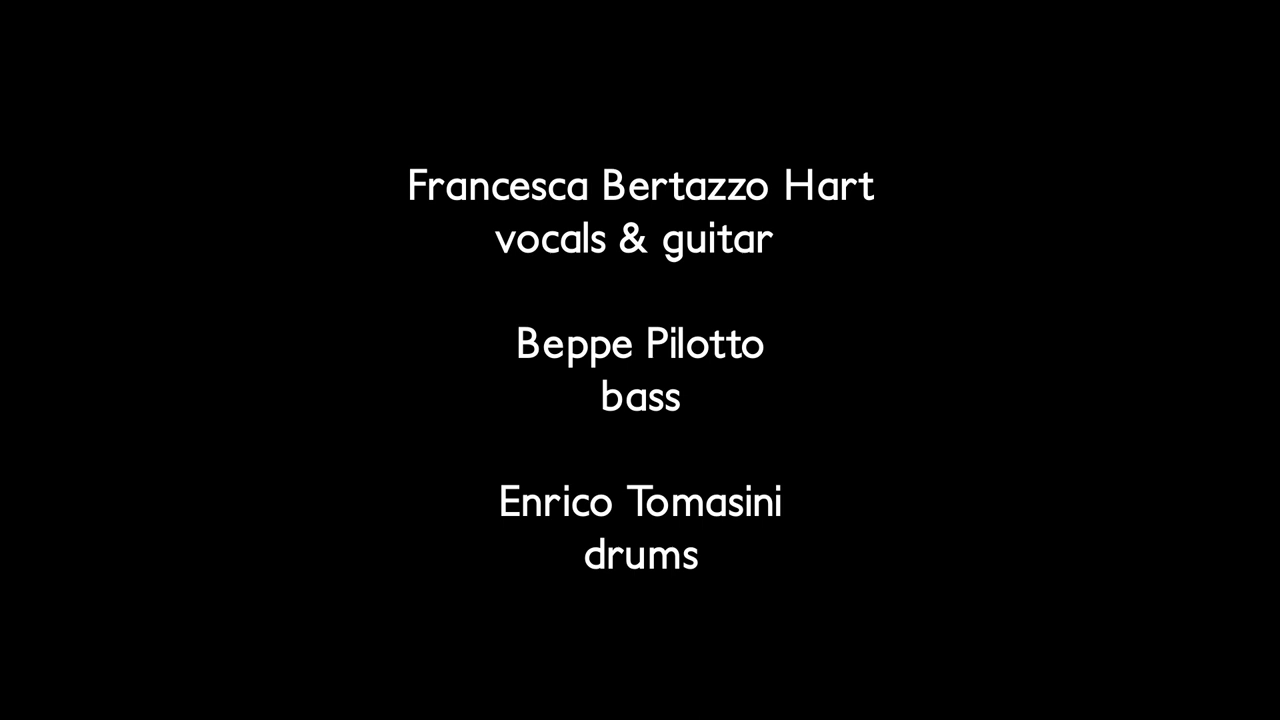 Francesca Bertazzo Hart
vocals & guitar
Beppe Pilotto
bass
Enrico Tomasini
drums